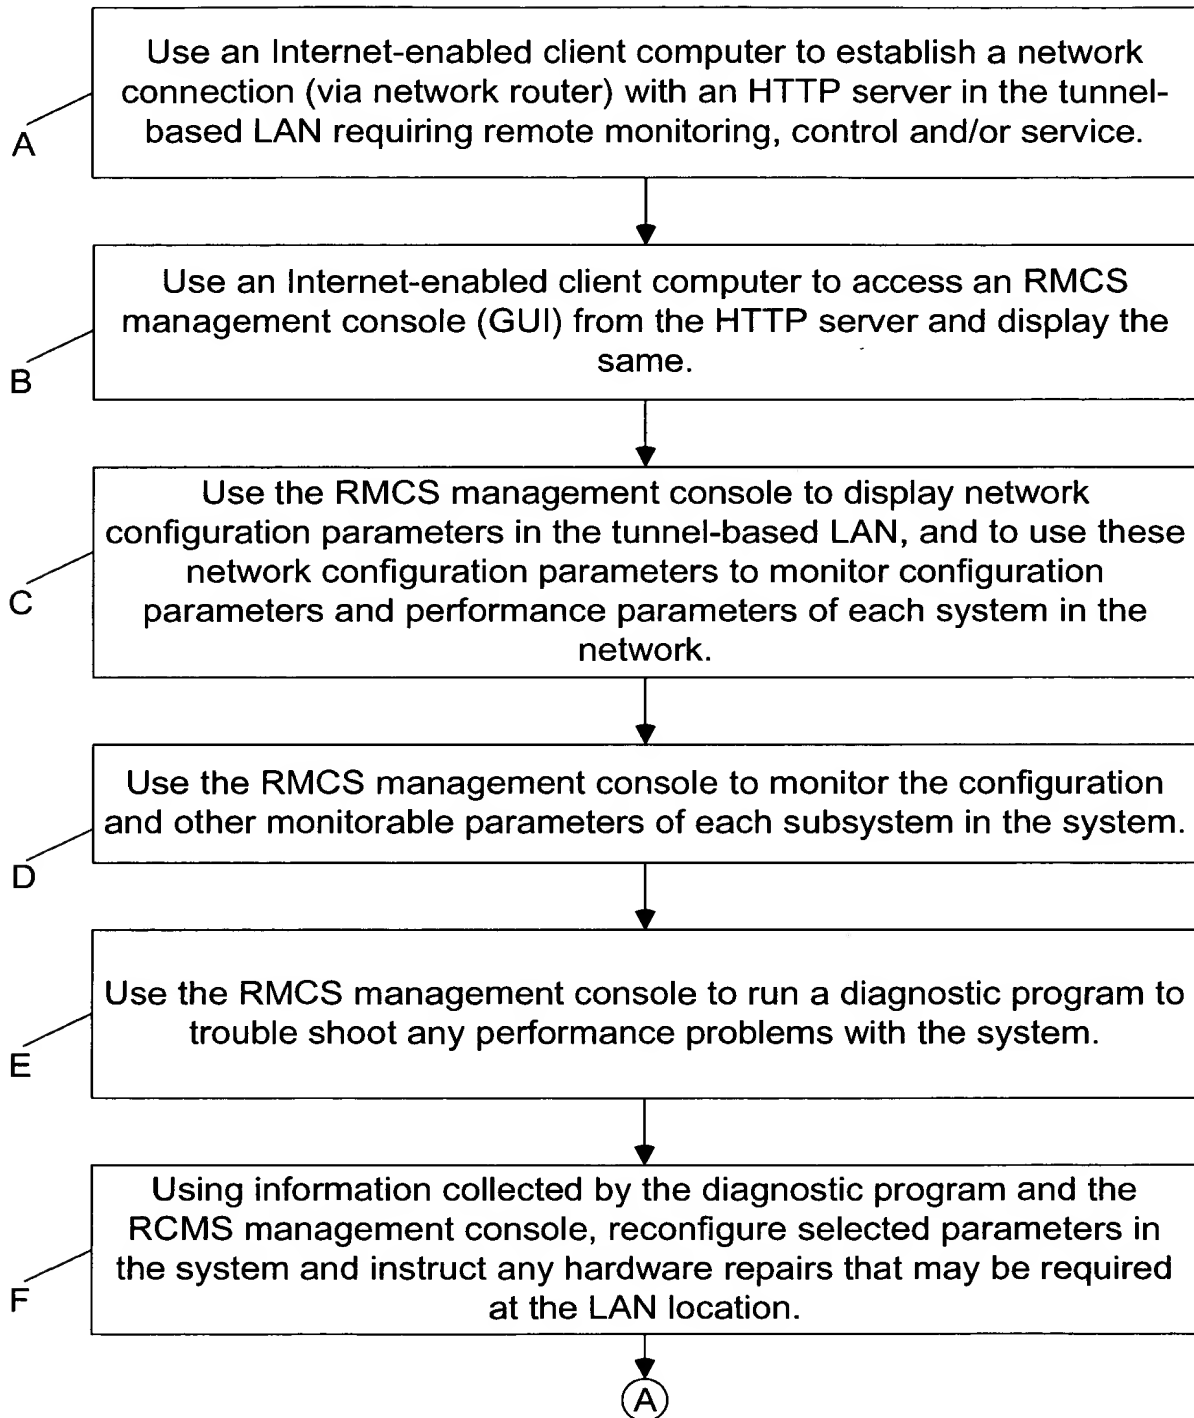 Use an Internet-enabled client computer to establish a network
connection (via network router) with an HTTP server in the tunnel-
based LAN requiring remote monitoring, control and/or service.
A
Use an Internet-enabled client computer to access an RMCS
management console (GUI) from the HTTP server and display the
same.
B
Use the RMCS management console to display network
configuration parameters in the tunnel-based LAN, and to use these
network configuration parameters to monitor configuration
parameters and performance parameters of each system in the
network.
C
Use the RMCS management console to monitor the configuration
and other monitorable parameters of each subsystem in the system.
D
Use the RMCS management console to run a diagnostic program to
trouble shoot any performance problems with the system.
E
Using information collected by the diagnostic program and the
RCMS management console, reconfigure selected parameters in
the system and instruct any hardware repairs that may be required
at the LAN location.
F
A